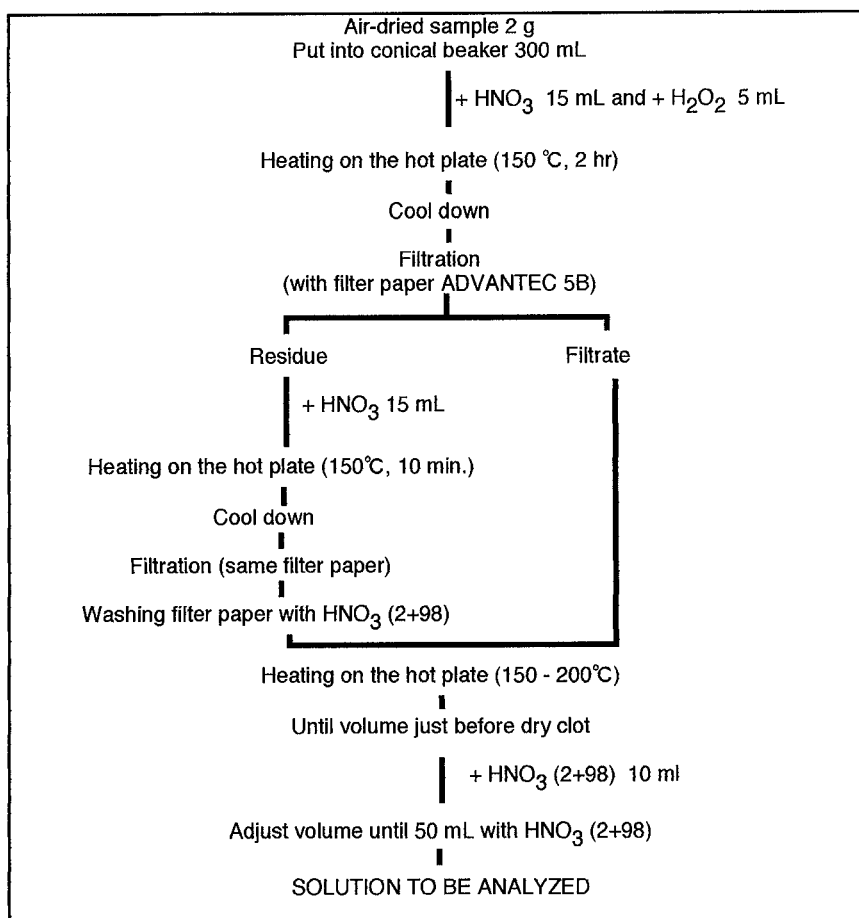 Air-dried sample 2 g
Put into conical beaker 300 mL
+ HNO3 15 mL and + H2O2 5 mL
Heating on the hot plate (150 ℃, 2 hr)
Cool down
Filtration
(with filter paper ADVANTEC 5B)
Residue
Filtrate
+ HNO3 15 mL
Heating on the hot plate (150℃, 10 min.)
Cool down
Filtration (same filter paper)
Washing filter paper with HNO3 (2+98)
Heating on the hot plate (150 - 200℃)
Until volume just before dry clot
+ HNO3 (2+98) 10 ml
Adjust volume until 50 mL with HNO3 (2+98)
SOLUTION TO BE ANALYZED